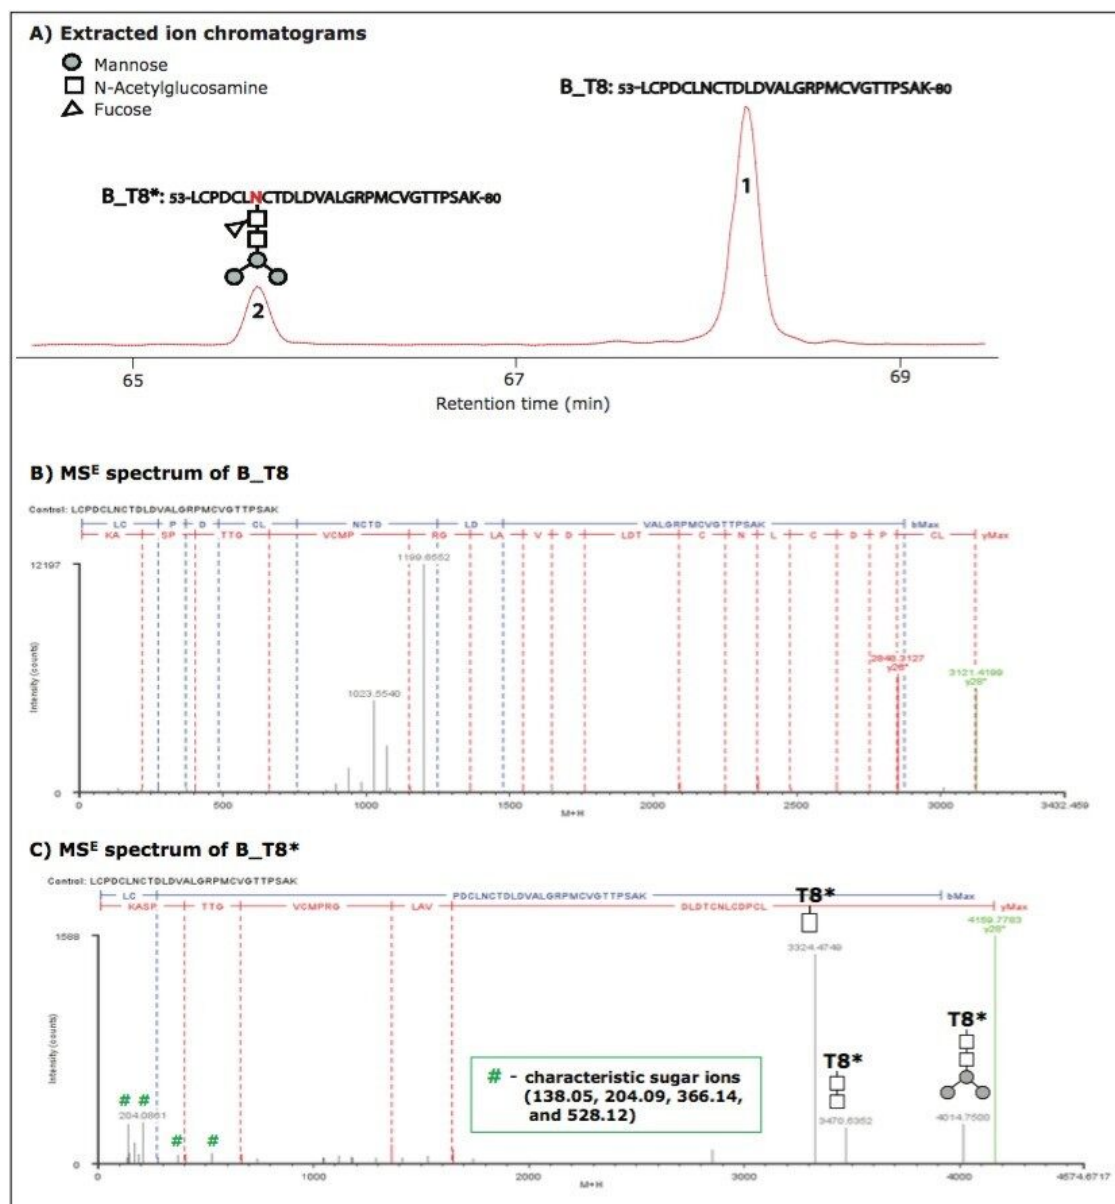 A) Extracted ion chromatograms
Mannose
N-Acetylglucosamine
Fucose
B_T8: 53-LCPDCLNCTDLDVALGRPMCVGTTPSAK-80
B_T8*: 53-LCPDCLNCTDLDVALGRPMCVGTTPSAK-80
1
2
65 67 69
Retention time (min)
B) MSE spectrum of B_T8
Control: LCPDCLNCTDLDVALGRPMCVGTTPSAK
LC P D CL NCTD LD VALGRPMCVGTTPSAK bMax
KA SP TTG VCMP RG LA V D LDT C N L C D P CL yMax
12197
1199.6552
1023.5540
2848.3127
y26"
3121.4199
y28"
Intensity (counts)
0
0 500 1000 1500 2000 2500 3000 3432.459
M+H
C) MSE spectrum of B_T8*
Control: LCPDCLNCTDLDVALGRPMCVGTTPSAK
LC PDCLNCTDLDVALGRPMCVGTTPSAK bMax
KASP TTG VCMPRG LAV DLDTCNLCDPCL yMax
T8*
4159.7783
y28"
1588
3324.4749
T8*
T8*
# - characteristic sugar ions
(138.05, 204.09, 366.14,
and 528.12)
# #
204.0861
# #
3470.6352
4014.7500
Intensity (counts)
0
0 1000 2000 3000 4000 4574.6717
M+H